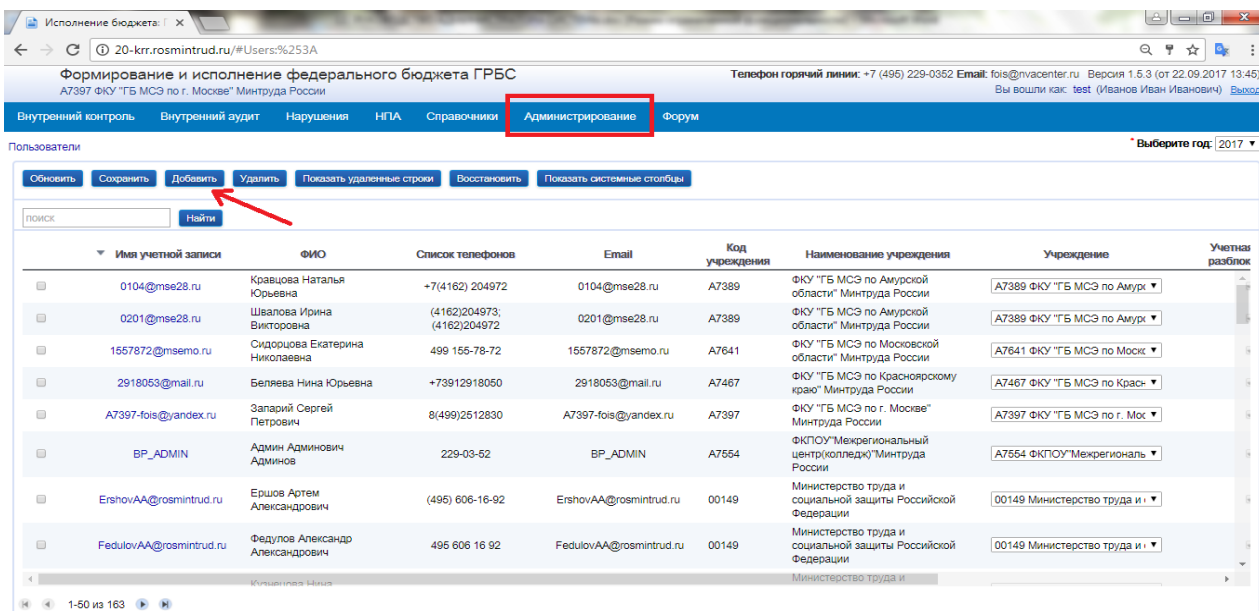 Исполнение бюджета: Г
20-krr.rosmintrud.ru/#Users:%253A
Формирование и исполнение федерального бюджета ГРБС
А7397 ФКУ "ГБ МСЭ по г. Москве" Минтруда России
Телефон горячий линии: +7 (495) 229-0352 Email: fois@nvacenter.ru Версия 1.5.3 (от 22.09.2017 13:45)
Вы вошли как: test (Иванов Иван Иванович) Выход
Внутренний контроль Внутренний аудит Нарушения НПА Справочники Администрирование Форум
Пользователи
* Выберите год: 2017
Обновить Сохранить Добавить Удалить Показать удаленные строки Восстановить Показать системные столбцы
поиск Найти
Имя учетной записи ФИО Список телефонов Email Код учреждения Наименование учреждения Учреждение Учетная разблок
0104@mse28.ru Кравцова Наталья Юрьевна +7(4162) 204972 0104@mse28.ru А7389 ФКУ "ГБ МСЭ по Амурской области" Минтруда России А7389 ФКУ "ГБ МСЭ по Амурс
0201@mse28.ru Швалова Ирина Викторовна (4162)204973; (4162)204972 0201@mse28.ru А7389 ФКУ "ГБ МСЭ по Амурской области" Минтруда России А7389 ФКУ "ГБ МСЭ по Амурс
1557872@msemo.ru Сидорцова Екатерина Николаевна 499 155-78-72 1557872@msemo.ru А7641 ФКУ "ГБ МСЭ по Московской области" Минтруда России А7641 ФКУ "ГБ МСЭ по Моско
2918053@mail.ru Беляева Нина Юрьевна +73912918050 2918053@mail.ru А7467 ФКУ "ГБ МСЭ по Красноярскому краю" Минтруда России А7467 ФКУ "ГБ МСЭ по Красн
A7397-fois@yandex.ru Запарий Сергей Петрович 8(499)2512830 A7397-fois@yandex.ru А7397 ФКУ "ГБ МСЭ по г. Москве" Минтруда России А7397 ФКУ "ГБ МСЭ по г. Мос
BP_ADMIN Админ Админович Админов 229-03-52 BP_ADMIN А7554 ФКПОУ"Межрегиональный центр(колледж)"Минтруда России А7554 ФКПОУ"Межрегиональ
ErshovAA@rosmintrud.ru Ершов Артем Александрович (495) 606-16-92 ErshovAA@rosmintrud.ru 00149 Министерство труда и социальной защиты Российской Федерации 00149 Министерство труда и
FedulovAA@rosmintrud.ru Федулов Александр Александрович 495 606 16 92 FedulovAA@rosmintrud.ru 00149 Министерство труда и социальной защиты Российской Федерации 00149 Министерство труда и
Кузнецова Нина Министерство труда и
1-50 из 163